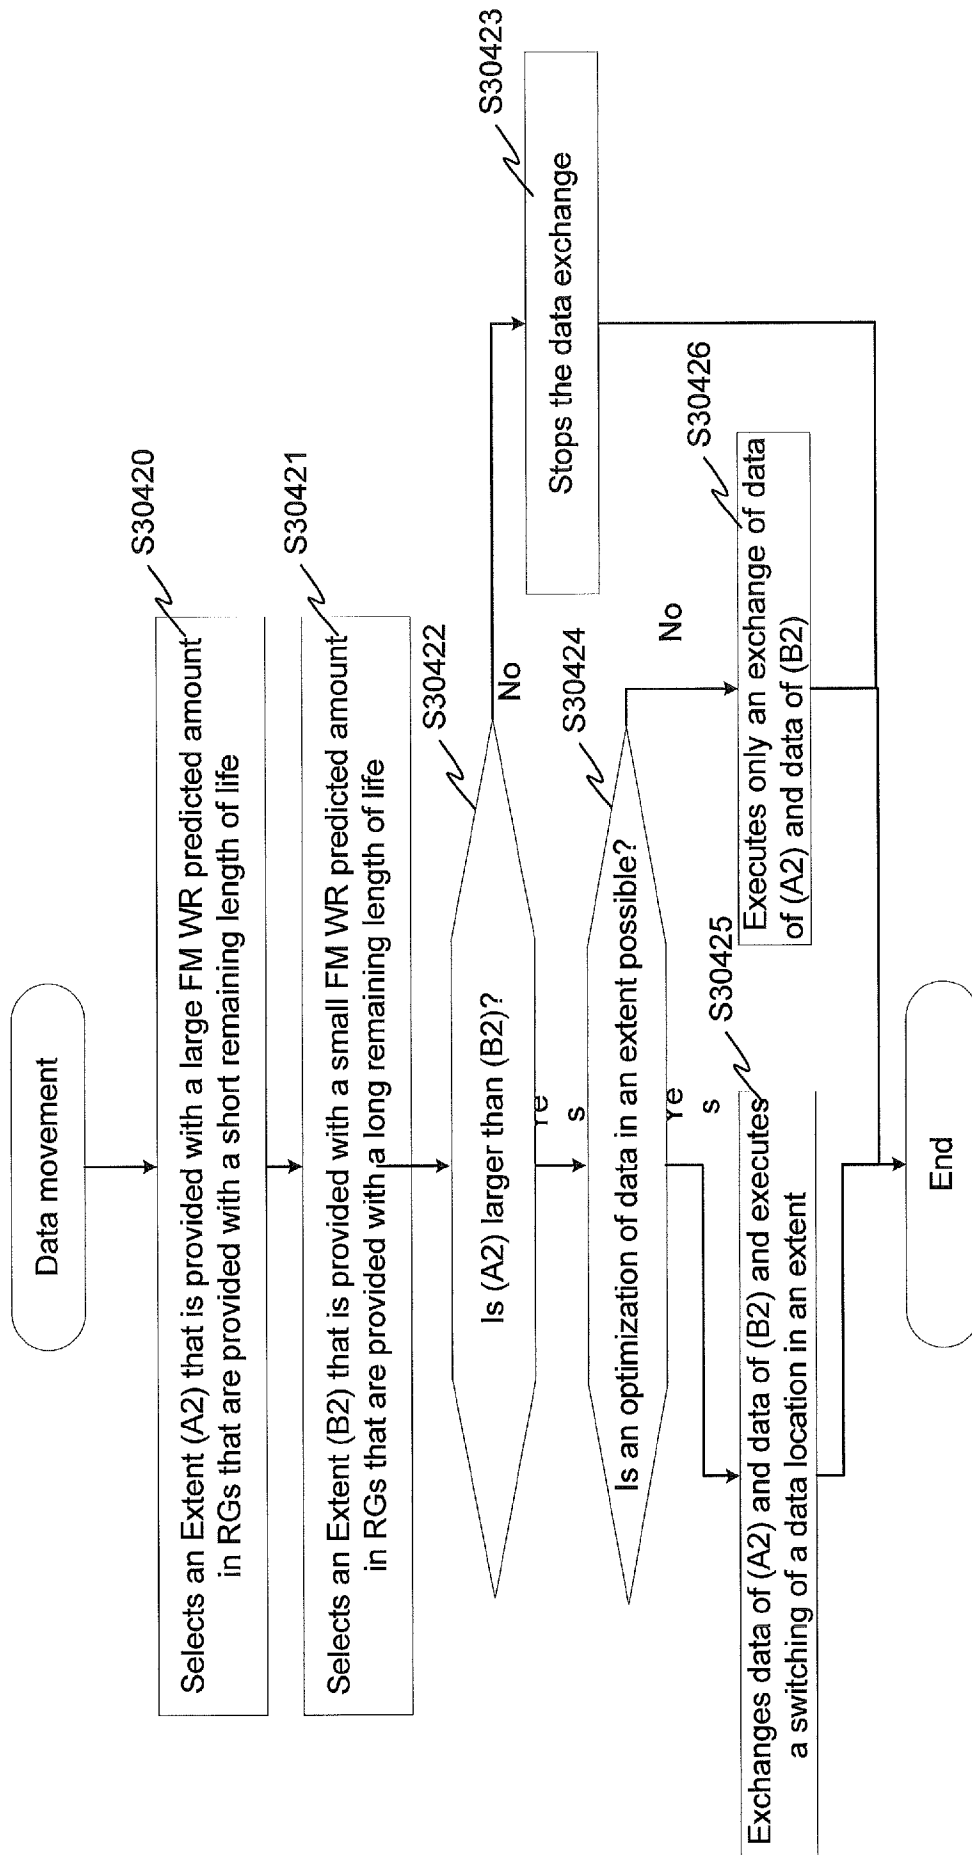 Data movement
S30420
Selects an Extent (A2) that is provided with a large FM WR predicted amount
in RGs that are provided with a short remaining length of life
S30421
Selects an Extent (B2) that is provided with a small FM WR predicted amount
in RGs that are provided with a long remaining length of life
S30422
Is (A2) larger than (B2)?
No
Ye
s
S30423
Stops the data exchange
S30424
Is an optimization of data in an extent possible?
No
Ye
s
S30425
Exchanges data of (A2) and data of (B2) and executes
a switching of a data location in an extent
S30426
Executes only an exchange of data
of (A2) and data of (B2)
End